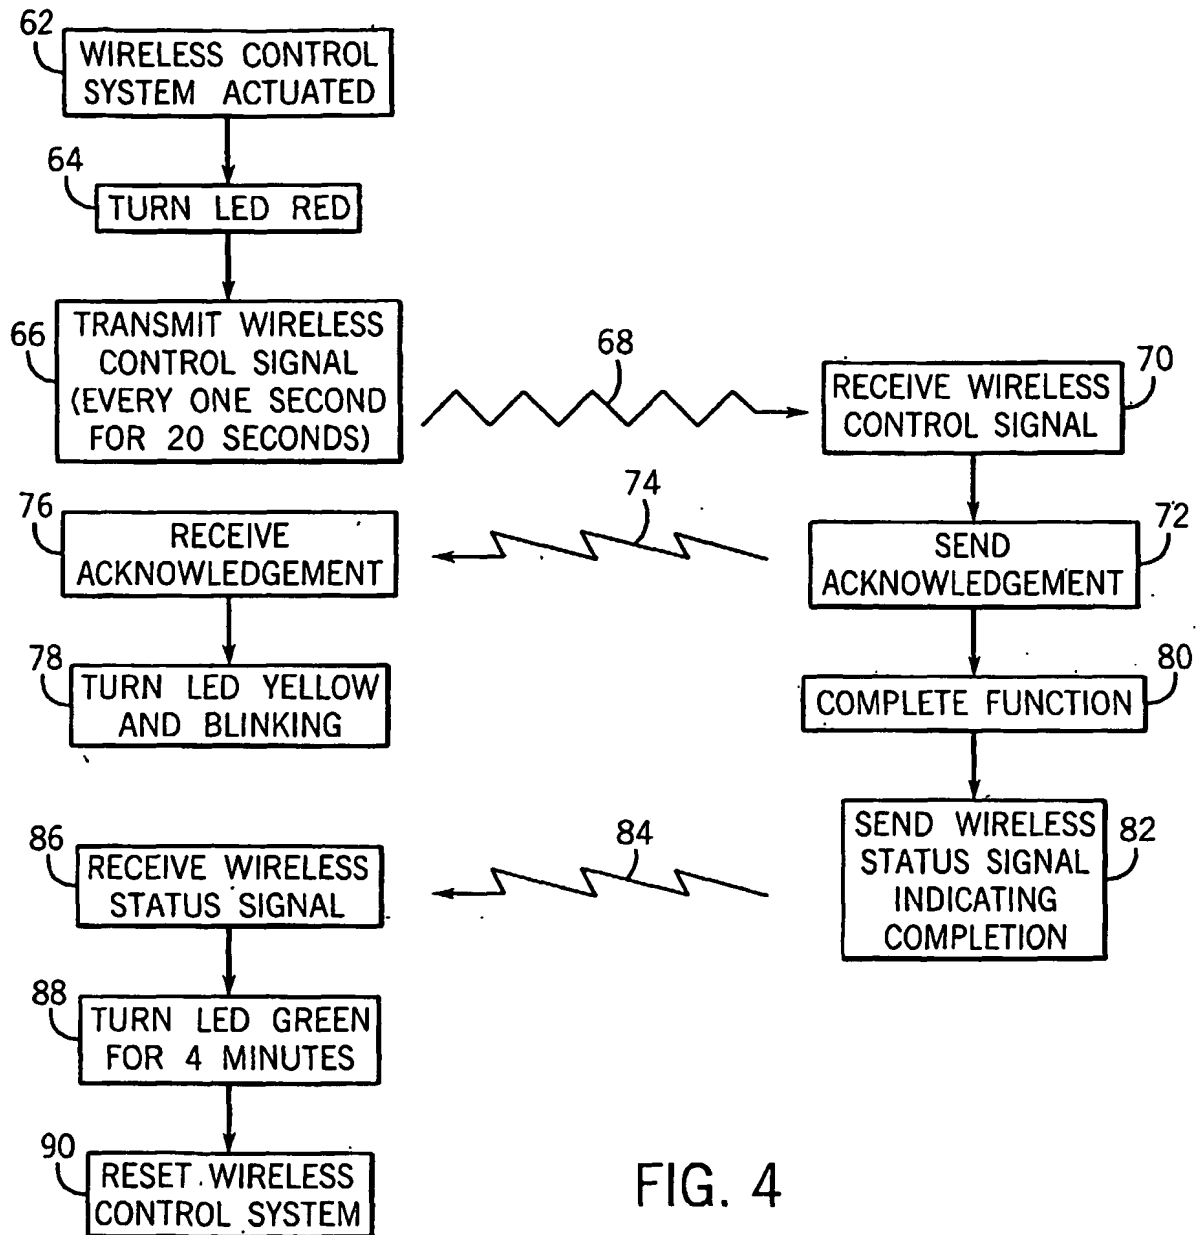 62
WIRELESS CONTROL
SYSTEM ACTUATED
64
TURN LED RED
66
TRANSMIT WIRELESS
CONTROL SIGNAL
(EVERY ONE SECOND
FOR 20 SECONDS)
68
RECEIVE WIRELESS
CONTROL SIGNAL
70
76
RECEIVE
ACKNOWLEDGEMENT
74
SEND
ACKNOWLEDGEMENT
72
78
TURN LED YELLOW
AND BLINKING
COMPLETE FUNCTION
80
86
RECEIVE WIRELESS
STATUS SIGNAL
84
SEND WIRELESS
STATUS SIGNAL
INDICATING
COMPLETION
82
88
TURN LED GREEN
FOR 4 MINUTES
90
RESET WIRELESS
CONTROL SYSTEM
FIG. 4